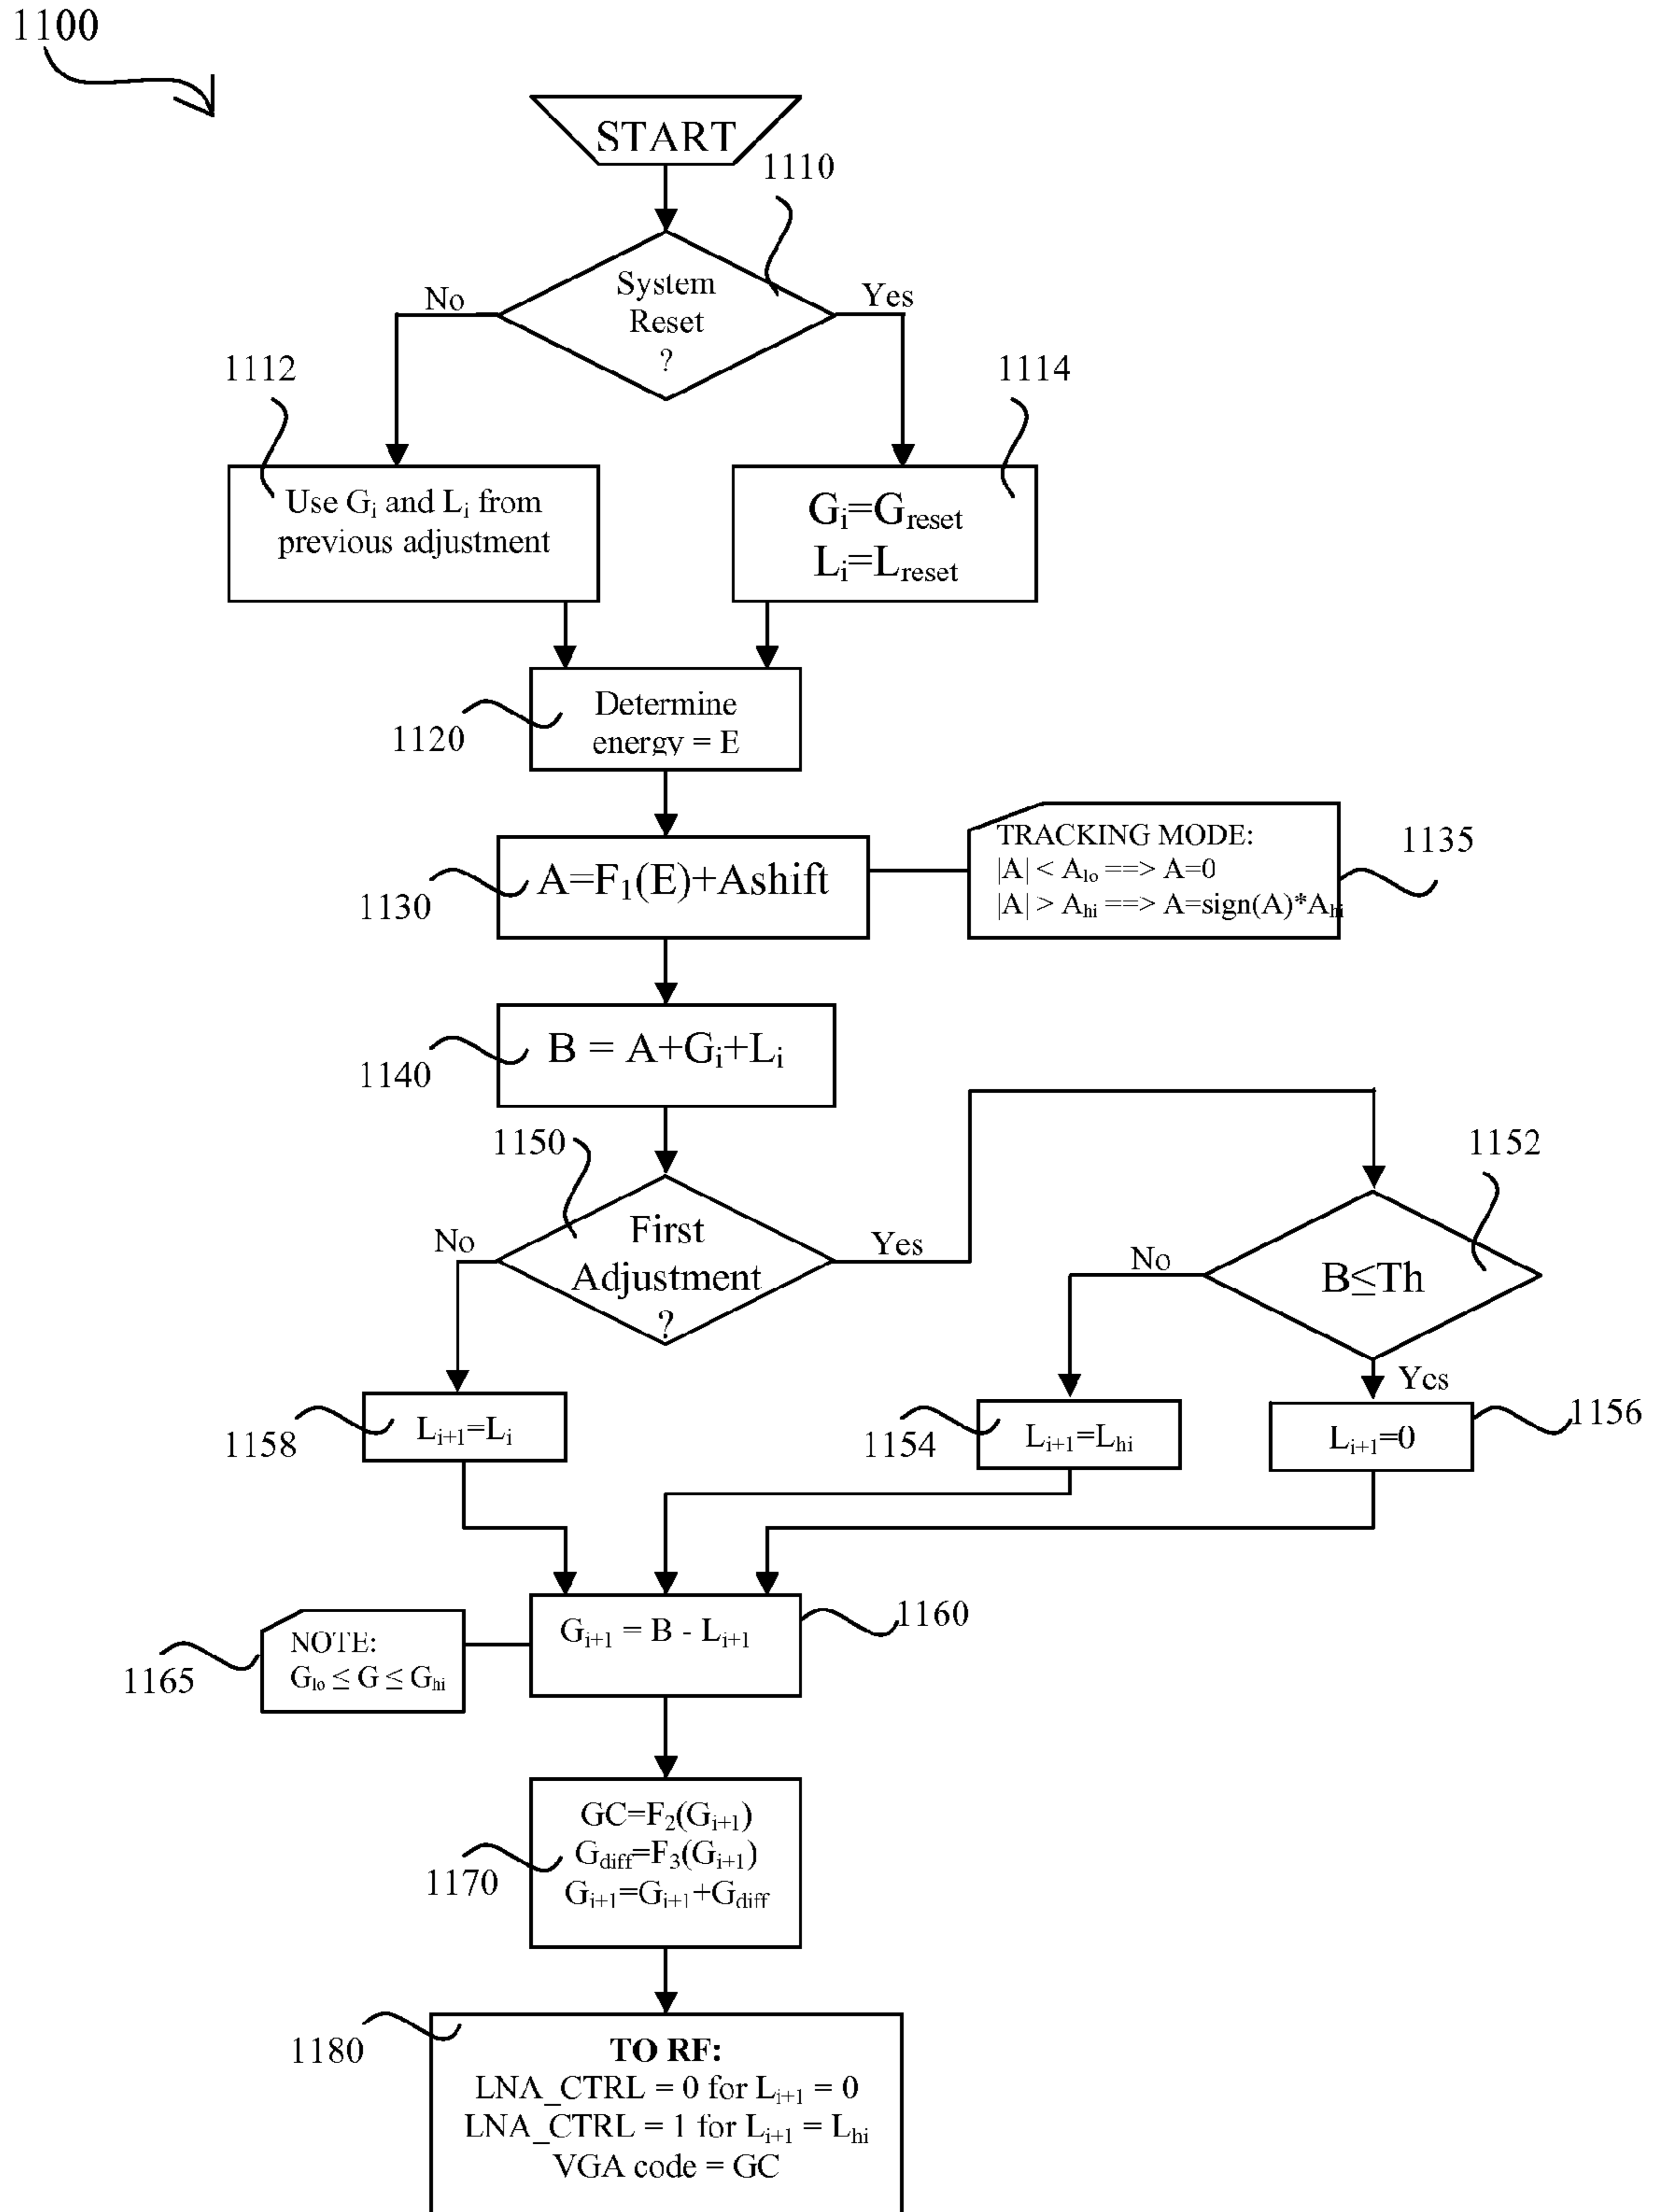 1100
START
1110
System
Reset
?
No
Yes
1112
1114
Use Gi and Li from
previous adjustment
Gi=Greset
Li=Lreset
1120
Determine
energy = E
1130
A=F1(E)+Ashift
TRACKING MODE:
|A| < Alo ==> A=0
|A| > Ahi ==> A=sign(A)*Ahi
1135
1140
B = A+Gi+Li
1150
First
Adjustment
?
No
Yes
1152
B≤Th
No
Yes
1158
Li+1=Li
1154
Li+1=Lhi
Li+1=0
1156
1165
NOTE:
Glo ≤ G ≤ Ghi
Gi+1 = B - Li+1
1160
1170
GC=F2(Gi+1)
Gdiff=F3(Gi+1)
Gi+1=Gi+1+Gdiff
1180
TO RF:
LNA_CTRL = 0 for Li+1 = 0
LNA_CTRL = 1 for Li+1 = Lhi
VGA code = GC